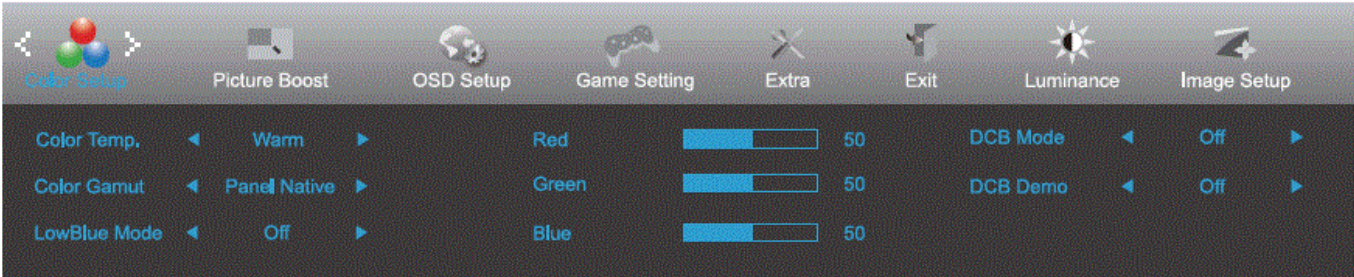 Color Setup Picture Boost OSD Setup Game Setting Extra Exit Luminance Image Setup
Color Temp. Warm Red 50 DCB Mode Off
Color Gamut Panel Native Green 50 DCB Demo Off
LowBlue Mode Off Blue 50